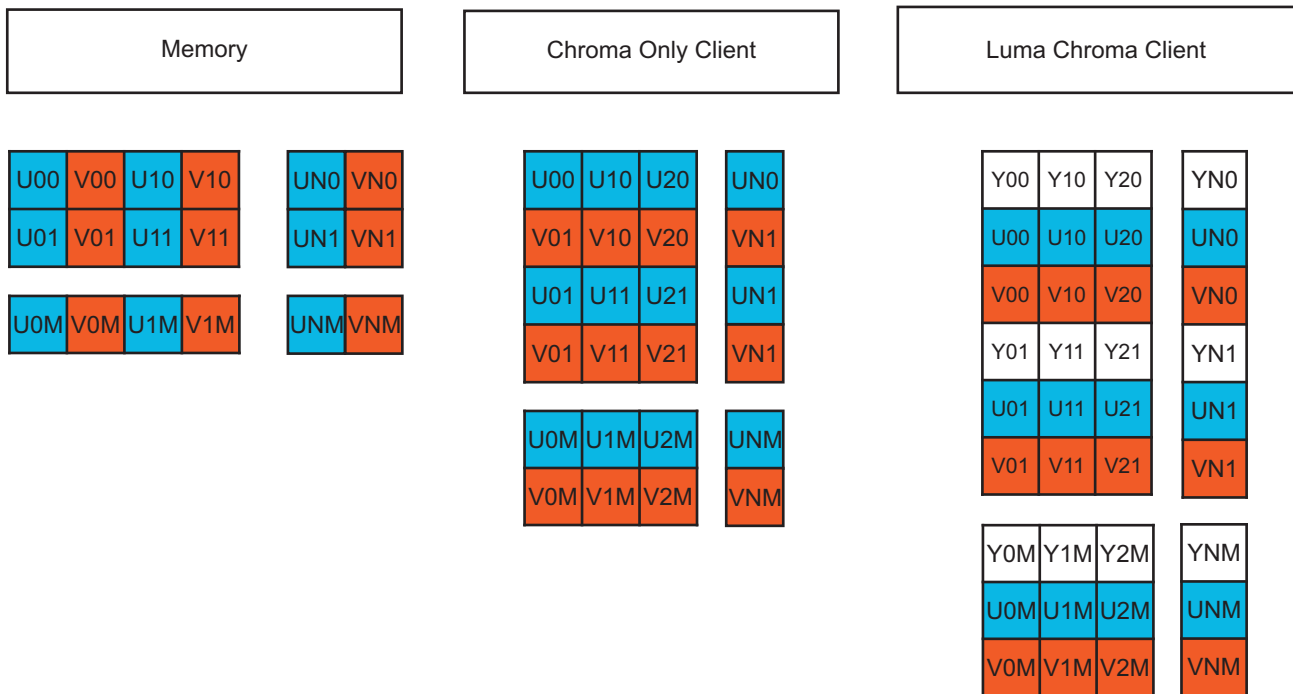 Memory
U00 V00 U10 V10 UN0 VN0
U01 V01 U11 V11 UN1 VN1
U0M V0M U1M V1M UNM VNM
Chroma Only Client
U00 U10 U20 UN0
V01 V10 V20 VN1
U01 U11 U21 UN1
V01 V11 V21 VN1
U0M U1M U2M UNM
V0M V1M V2M VNM
Luma Chroma Client
Y00 Y10 Y20 YN0
U00 U10 U20 UN0
V00 V10 V20 VN0
Y01 Y11 Y21 YN1
U01 U11 U21 UN1
V01 V11 V21 VN1
Y0M Y1M Y2M YNM
U0M U1M U2M UNM
V0M V1M V2M VNM